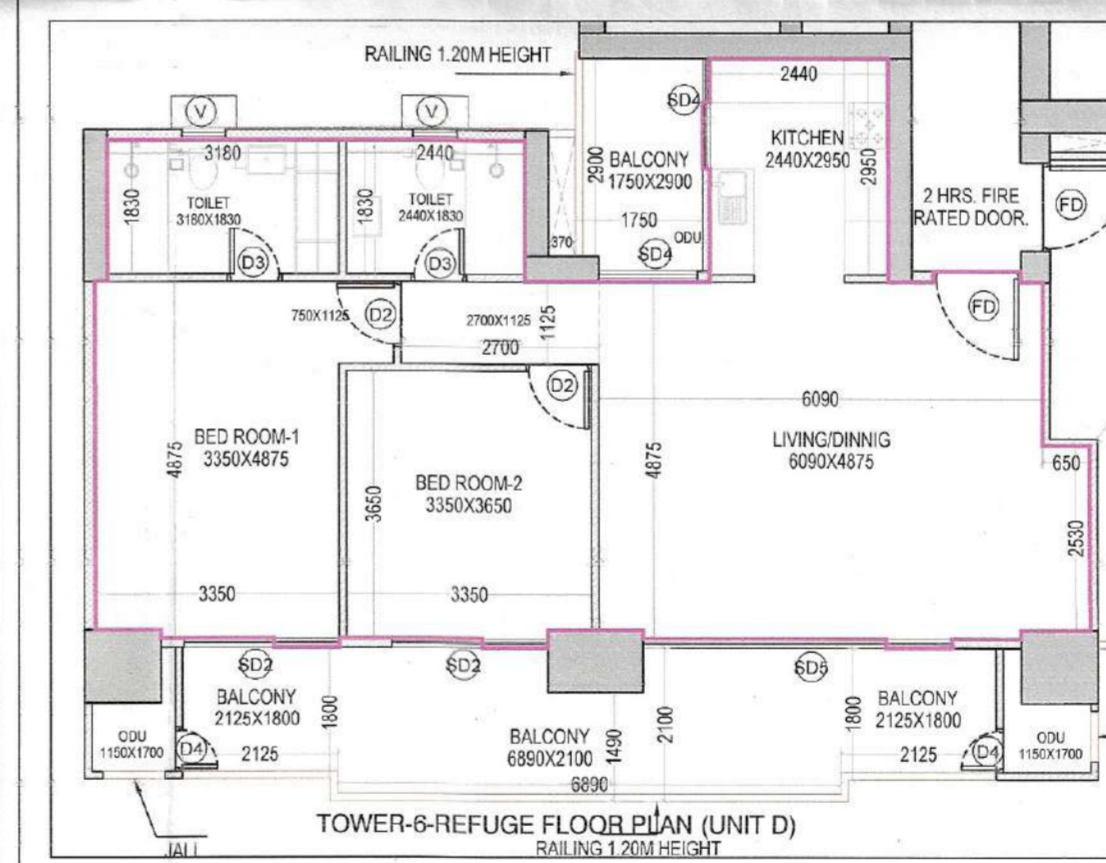 RAILING 1.20M HEIGHT
V
V
3180
2440
1830
TOILET
3180X1830
1830
TOILET
2440X1830
D3
D3
2900
BALCONY
1750X2900
1750
370
ODU
SD4
SD4
2440
KITCHEN
2440X2950
2950
2 HRS. FIRE
RATED DOOR.
FD
FD
750X1125
D2
2700X1125
2700
1125
D2
6090
BED ROOM-1
3350X4875
4875
3350
BED ROOM-2
3350X3650
3650
3350
4875
LIVING/DINNIG
6090X4875
650
2530
SD2
SD2
SD5
BALCONY
2125X1800
2125
1800
BALCONY
6890X2100
6890
1490
2100
1800
BALCONY
2125X1800
2125
ODU
1150X1700
D4
D4
ODU
1150X1700
TOWER-6-REFUGE FLOOR PLAN (UNIT D)
JALI
RAILING 1.20M HEIGHT